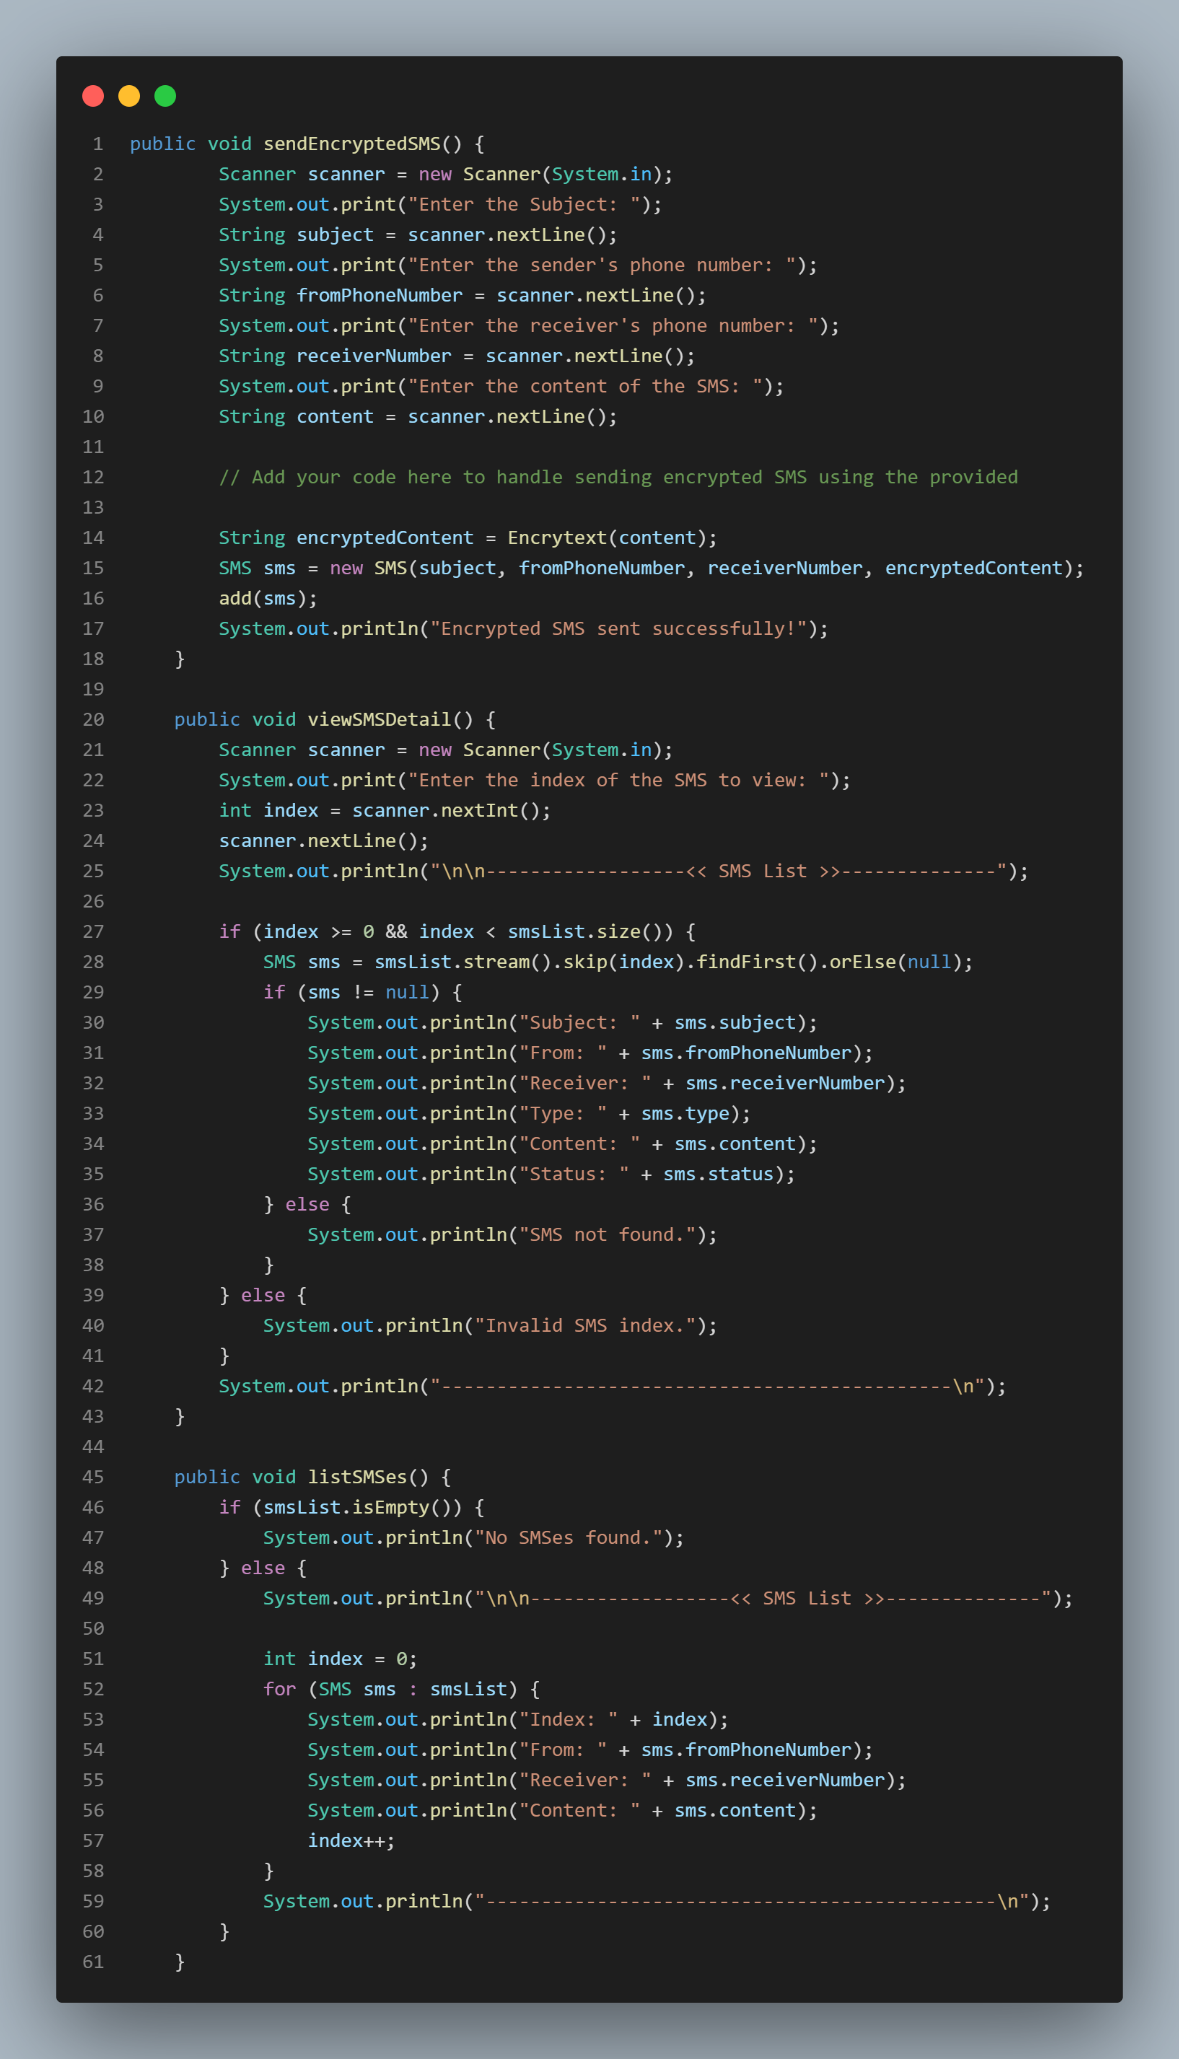 1 public void sendEncryptedSMS() {
2         Scanner scanner = new Scanner(System.in);
3         System.out.print("Enter the Subject: ");
4         String subject = scanner.nextLine();
5         System.out.print("Enter the sender's phone number: ");
6         String fromPhoneNumber = scanner.nextLine();
7         System.out.print("Enter the receiver's phone number: ");
8         String receiverNumber = scanner.nextLine();
9         System.out.print("Enter the content of the SMS: ");
10         String content = scanner.nextLine();
11
12         // Add your code here to handle sending encrypted SMS using the provided
13
14         String encryptedContent = Encrytext(content);
15         SMS sms = new SMS(subject, fromPhoneNumber, receiverNumber, encryptedContent);
16         add(sms);
17         System.out.println("Encrypted SMS sent successfully!");
18     }
19
20     public void viewSMSDetail() {
21         Scanner scanner = new Scanner(System.in);
22         System.out.print("Enter the index of the SMS to view: ");
23         int index = scanner.nextInt();
24         scanner.nextLine();
25         System.out.println("\n\n------------------<< SMS List >>--------------");
26
27         if (index >= 0 && index < smsList.size()) {
28             SMS sms = smsList.stream().skip(index).findFirst().orElse(null);
29             if (sms != null) {
30                 System.out.println("Subject: " + sms.subject);
31                 System.out.println("From: " + sms.fromPhoneNumber);
32                 System.out.println("Receiver: " + sms.receiverNumber);
33                 System.out.println("Type: " + sms.type);
34                 System.out.println("Content: " + sms.content);
35                 System.out.println("Status: " + sms.status);
36             } else {
37                 System.out.println("SMS not found.");
38             }
39         } else {
40             System.out.println("Invalid SMS index.");
41         }
42         System.out.println("----------------------------------------------\n");
43     }
44
45     public void listSMSes() {
46         if (smsList.isEmpty()) {
47             System.out.println("No SMSes found.");
48         } else {
49             System.out.println("\n\n------------------<< SMS List >>--------------");
50
51             int index = 0;
52             for (SMS sms : smsList) {
53                 System.out.println("Index: " + index);
54                 System.out.println("From: " + sms.fromPhoneNumber);
55                 System.out.println("Receiver: " + sms.receiverNumber);
56                 System.out.println("Content: " + sms.content);
57                 index++;
58             }
59             System.out.println("----------------------------------------------\n");
60         }
61     }